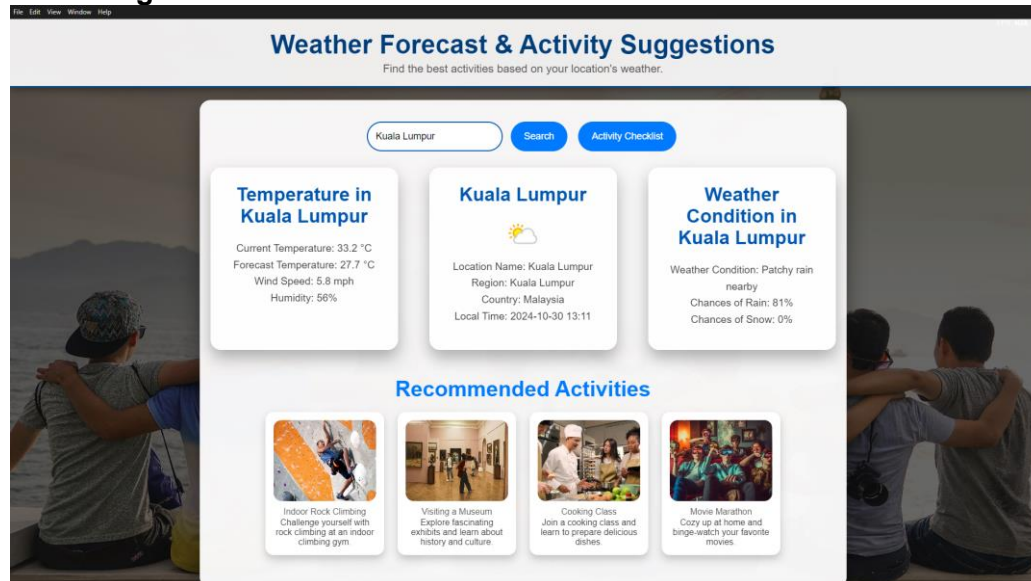 File Edit View Window Help
Weather Forecast & Activity Suggestions
Find the best activities based on your location's weather.
Kuala Lumpur
Search
Activity Checklist
Temperature in
Kuala Lumpur
Current Temperature: 33.2 °C
Forecast Temperature: 27.7 °C
Wind Speed: 5.8 mph
Humidity: 56%
Kuala Lumpur
Location Name: Kuala Lumpur
Region: Kuala Lumpur
Country: Malaysia
Local Time: 2024-10-30 13:11
Weather
Condition in
Kuala Lumpur
Weather Condition: Patchy rain
nearby
Chances of Rain: 81%
Chances of Snow: 0%
Recommended Activities
Indoor Rock Climbing
Challenge yourself with
rock climbing at an indoor
climbing gym.
Visiting a Museum
Explore fascinating
exhibits and learn about
history and culture.
Cooking Class
Join a cooking class and
learn to prepare delicious
dishes.
Movie Marathon
Cozy up at home and
binge-watch your favorite
movies.